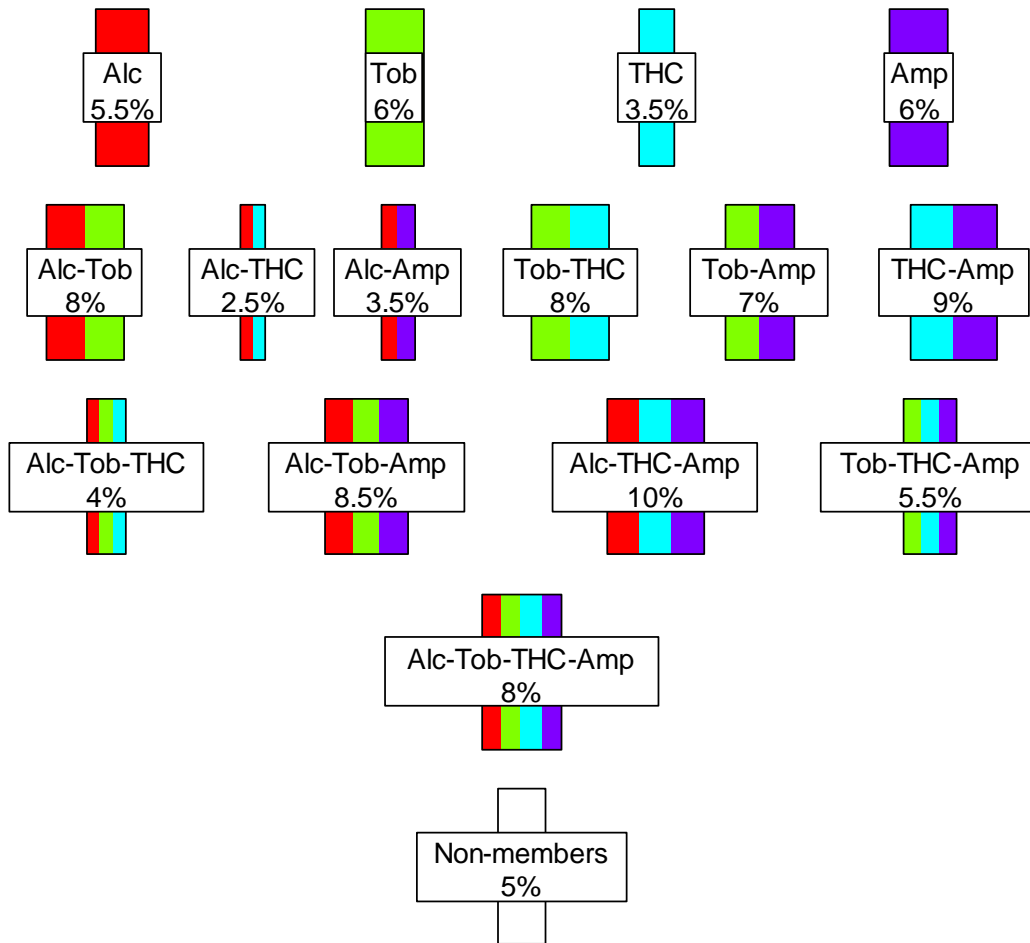 Alc
5.5%
Tob
6%
THC
3.5%
Amp
6%
Alc-Tob
8%
Alc-THC
2.5%
Alc-Amp
3.5%
Tob-THC
8%
Tob-Amp
7%
THC-Amp
9%
Alc-Tob-THC
4%
Alc-Tob-Amp
8.5%
Alc-THC-Amp
10%
Tob-THC-Amp
5.5%
Alc-Tob-THC-Amp
8%
Non-members
5%